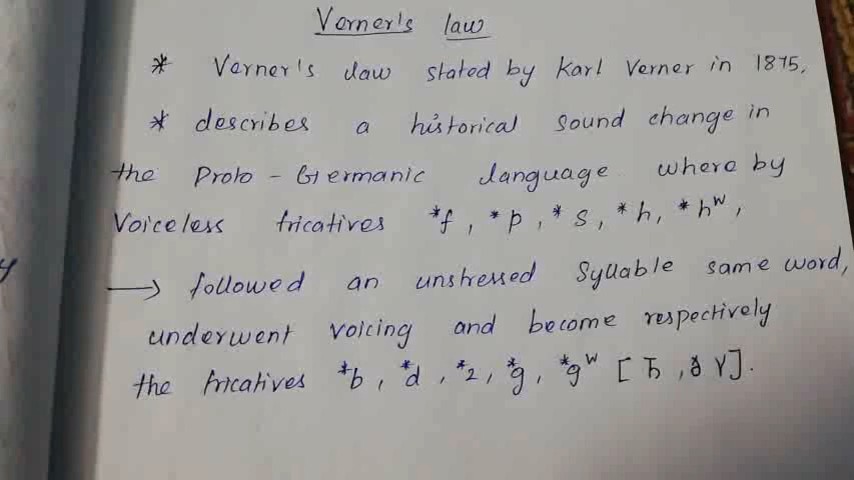 Verner's law
* Verner's law stated by Karl Verner in 1875.
* describes a historical sound change in
the Proto-Germanic language where by
Voiceless fricatives *f, *p, *s, *h, *hʷ,
→ followed an unstressed syllable same word,
underwent voicing and become respectively
the fricatives *b, *d, *2, *g, *gʷ [ Ђ, ð γ].